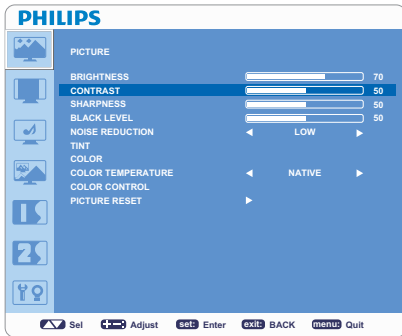 PHILIPS
PICTURE
BRIGHTNESS 70
CONTRAST 50
SHARPNESS 50
BLACK LEVEL 50
NOISE REDUCTION LOW
TINT
COLOR
COLOR TEMPERATURE NATIVE
COLOR CONTROL
PICTURE RESET
Sel Adjust set: Enter exit: BACK menu: Quit